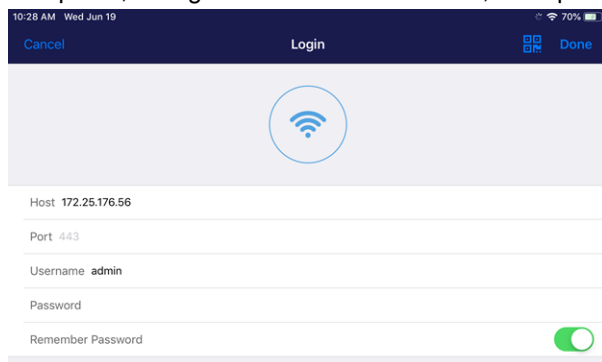 10:28 AM Wed Jun 19 70%
Cancel Login Done
Host 172.25.176.56
Port 443
Username admin
Password
Remember Password